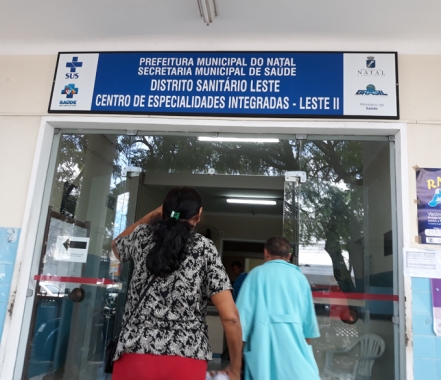 PREFEITURA MUNICIPAL DO NATAL
SECRETARIA MUNICIPAL DE SAÚDE
DISTRITO SANITÁRIO LESTE
CENTRO DE ESPECIALIDADES INTEGRADAS - LESTE II
SUS
SAÚDE
NATAL
BRASIL